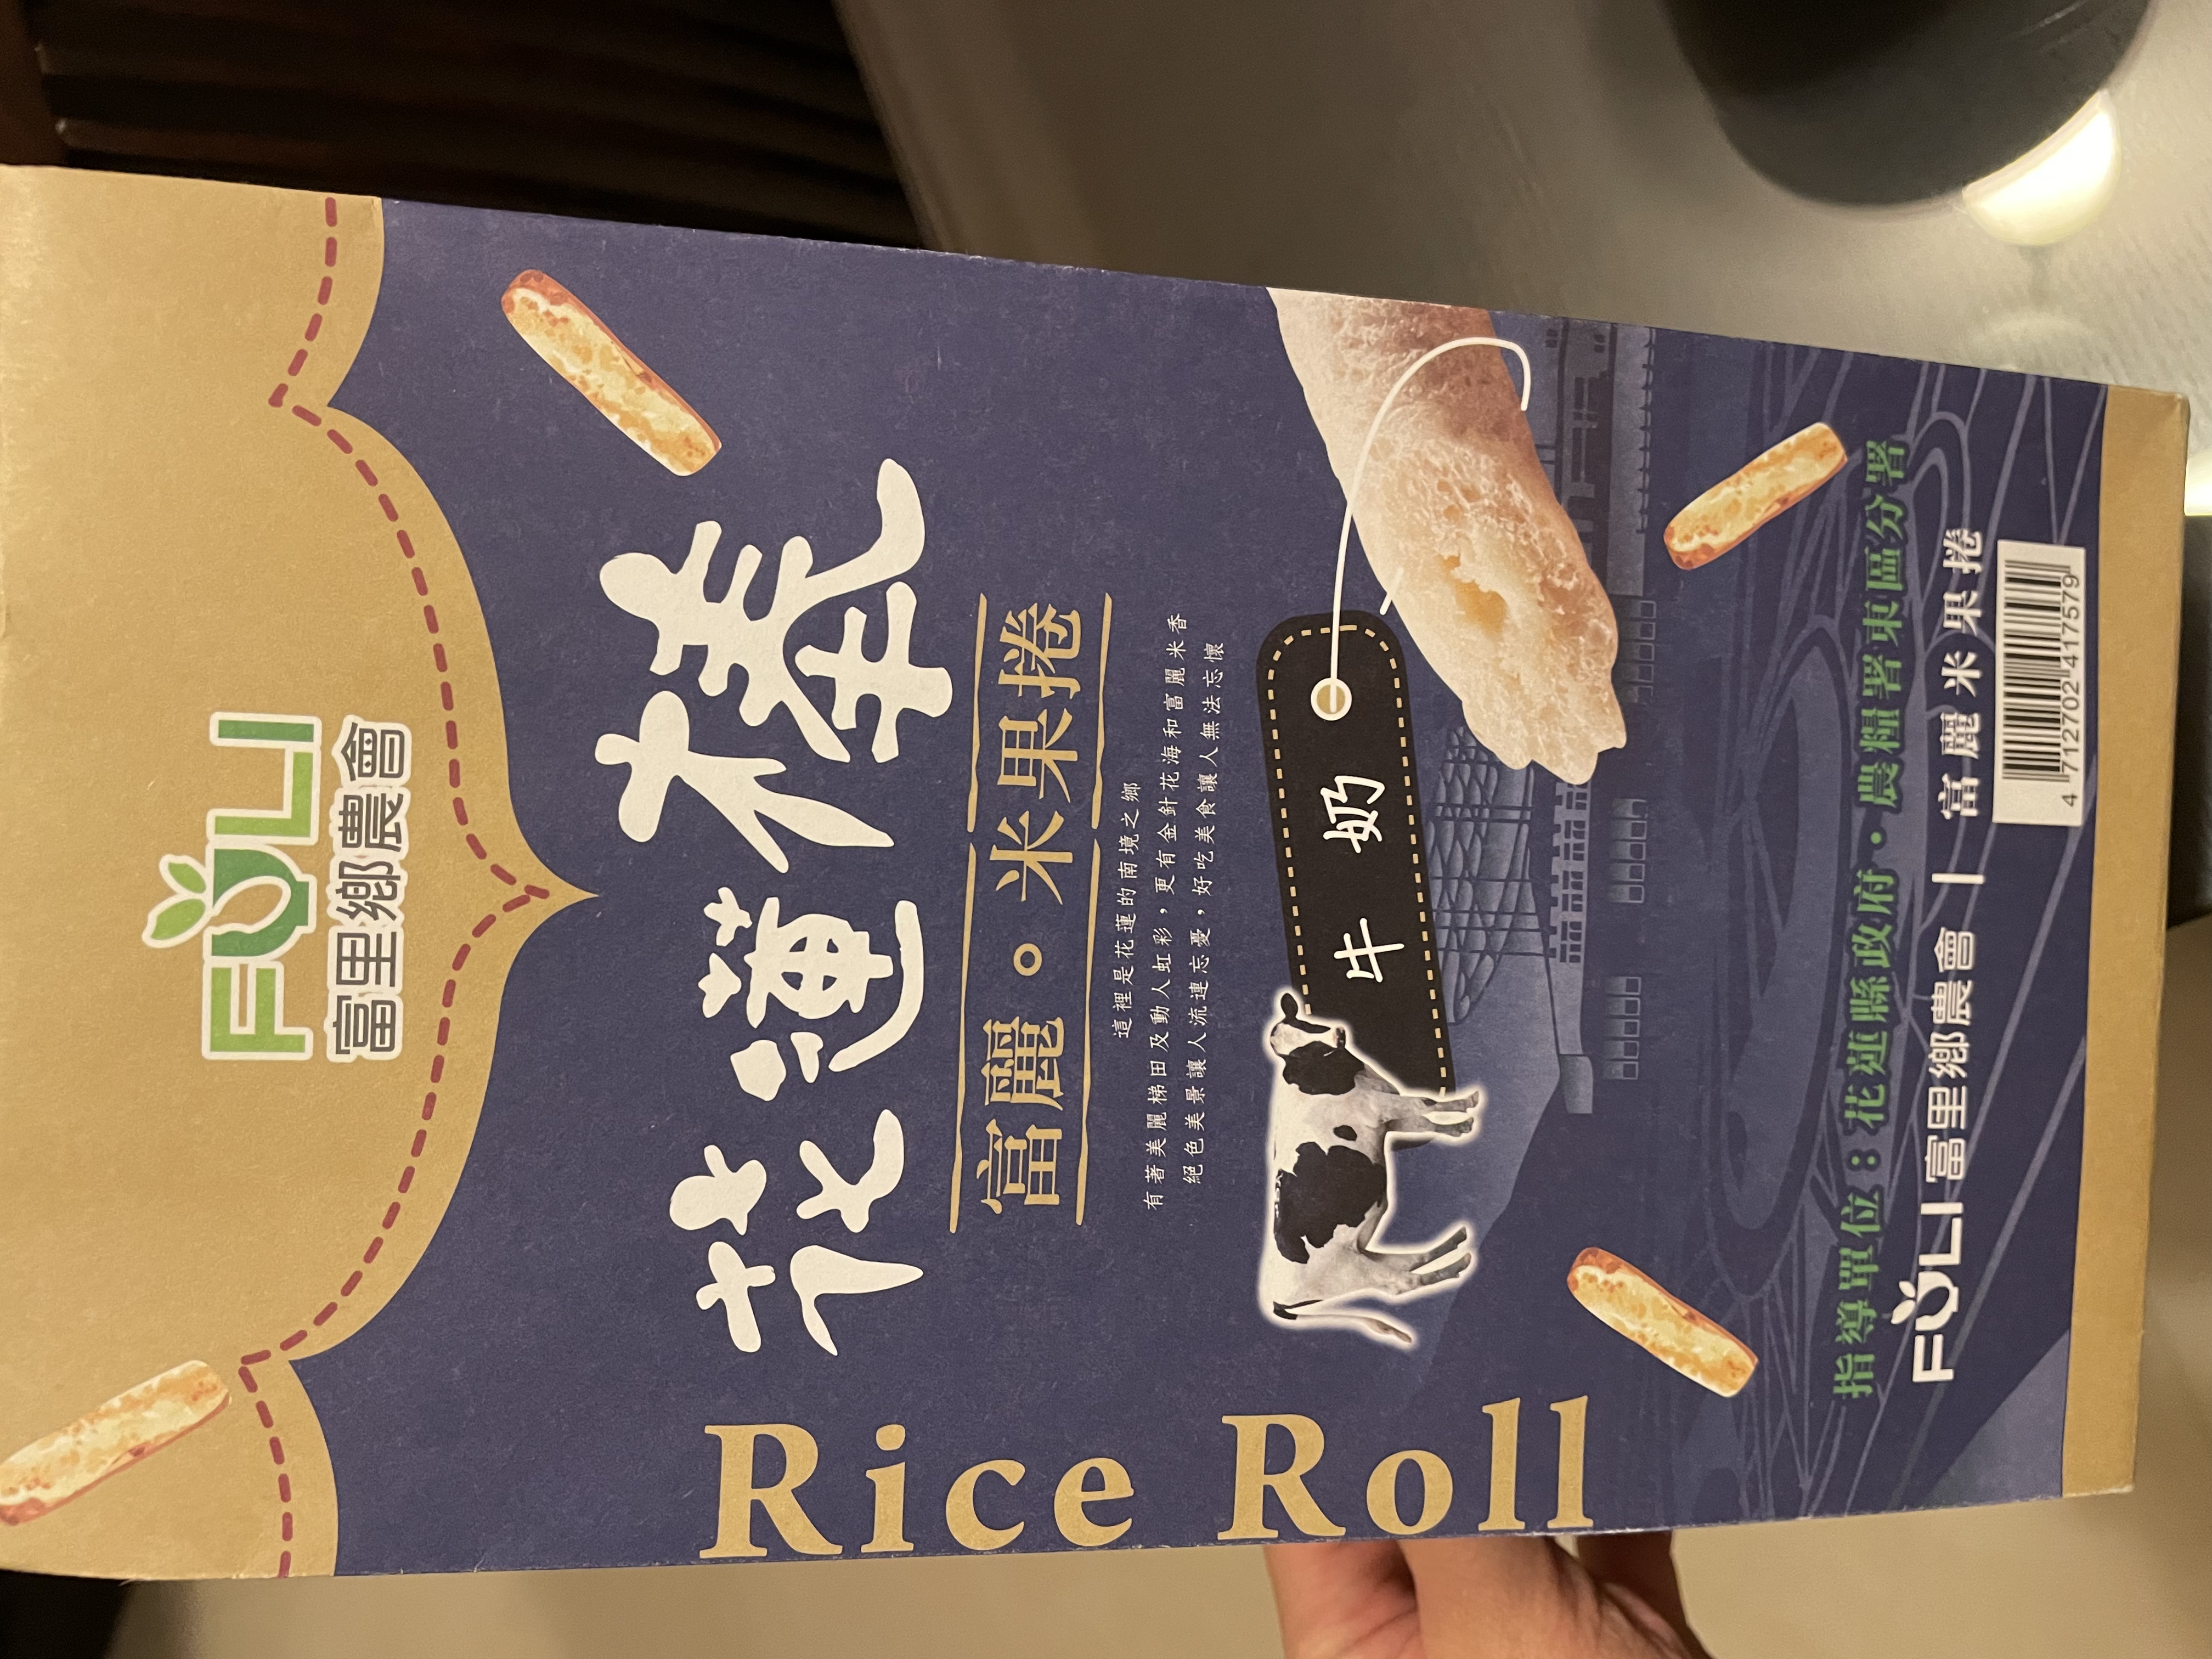 FULI
富里鄉農會
花蓮棧
富麗。米果捲
這裡是花蓮的南境之鄉
有著美麗梯田及動人虹彩，更有金針花海和富麗米香
絕色美景讓人流連忘憂，好吃美食讓人無法忘懷
牛奶
Rice Roll
指導單位：花蓮縣政府・農糧署東區分署
FULI 富里鄉農會｜富麗米果捲
4 712702 417579